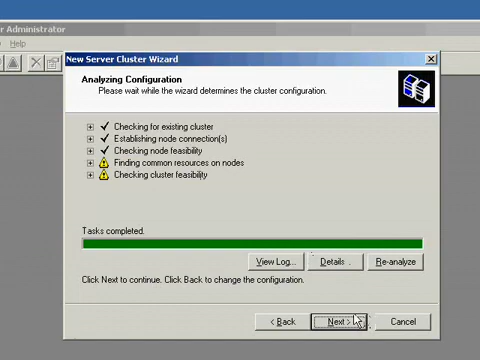 r Administrator
Help
New Server Cluster Wizard
Analyzing Configuration
Please wait while the wizard determines the cluster configuration.
Checking for existing cluster
Establishing node connection(s)
Checking node feasibility
Finding common resources on nodes
Checking cluster feasibility
Tasks completed.
View Log...
Details...
Re-analyze
Click Next to continue. Click Back to change the configuration.
< Back
Next >
Cancel